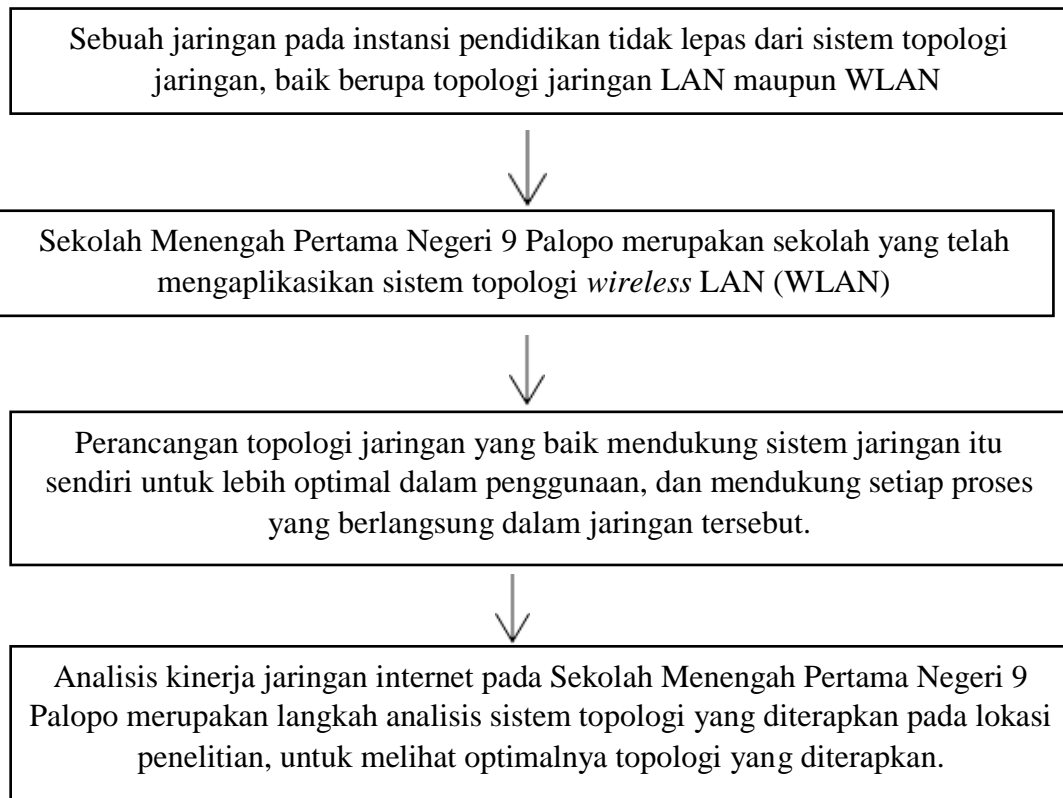 Sebuah jaringan pada instansi pendidikan tidak lepas dari sistem topologi
jaringan, baik berupa topologi jaringan LAN maupun WLAN
Sekolah Menengah Pertama Negeri 9 Palopo merupakan sekolah yang telah
mengaplikasikan sistem topologi wireless LAN (WLAN)
Perancangan topologi jaringan yang baik mendukung sistem jaringan itu
sendiri untuk lebih optimal dalam penggunaan, dan mendukung setiap proses
yang berlangsung dalam jaringan tersebut.
Analisis kinerja jaringan internet pada Sekolah Menengah Pertama Negeri 9
Palopo merupakan langkah analisis sistem topologi yang diterapkan pada lokasi
penelitian, untuk melihat optimalnya topologi yang diterapkan.